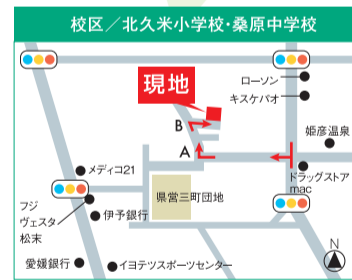 校区／北久米小学校・桑原中学校
現地
ローソン
キスケパオ
B
姫彦温泉
A
メディコ21
ドラッグストア
mac
県営三町団地
フジ
ヴェスタ
松末
伊予銀行
愛媛銀行
イヨテツスポーツセンター
N